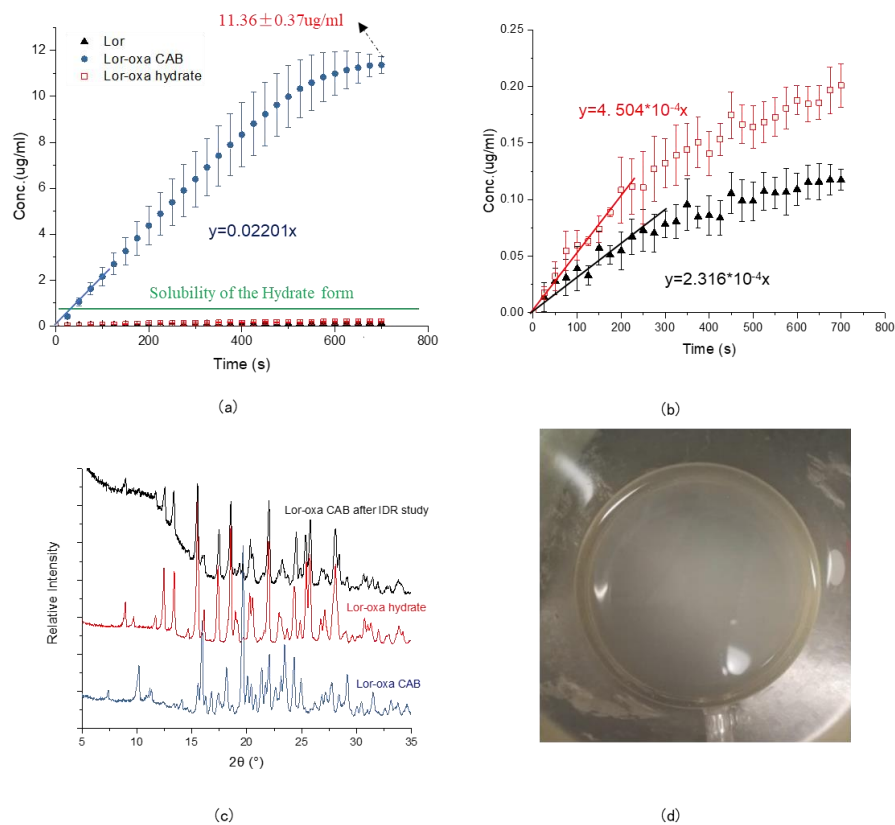 11.36±0.37ug/ml
Lor
Lor-oxa CAB
Lor-oxa hydrate
12
10
8
6
4
2
0
Conc.(ug/ml)
y=0.02201x
Solubility of the Hydrate form
0 200 400 600 800
Time (s)
(a)
0.25
0.20
0.15
0.10
0.05
0.00
Conc.(ug/ml)
y=4.504*10⁻⁴x
y=2.316*10⁻⁴x
0 100 200 300 400 500 600 700 800
Time (s)
(b)
Relative Intensity
Lor-oxa CAB after IDR study
Lor-oxa hydrate
Lor-oxa CAB
5 10 15 20 25 30 35
2θ (°)
(c)
(d)